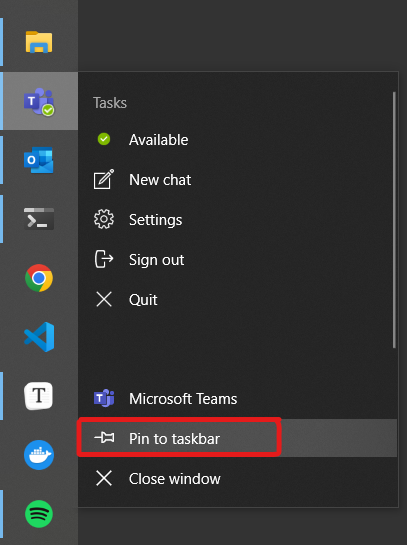 Tasks
Available
New chat
Settings
Sign out
Quit
Microsoft Teams
Pin to taskbar
Close window